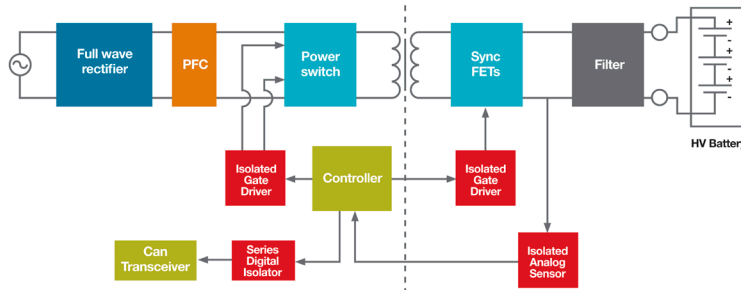 Full wave
rectifier
PFC
Power
switch
Sync
FETs
Filter
+
-
+
-
+
-
HV Battery
Isolated
Gate
Driver
Controller
Isolated
Gate
Driver
Can
Transceiver
Series
Digital
Isolator
Isolated
Analog
Sensor